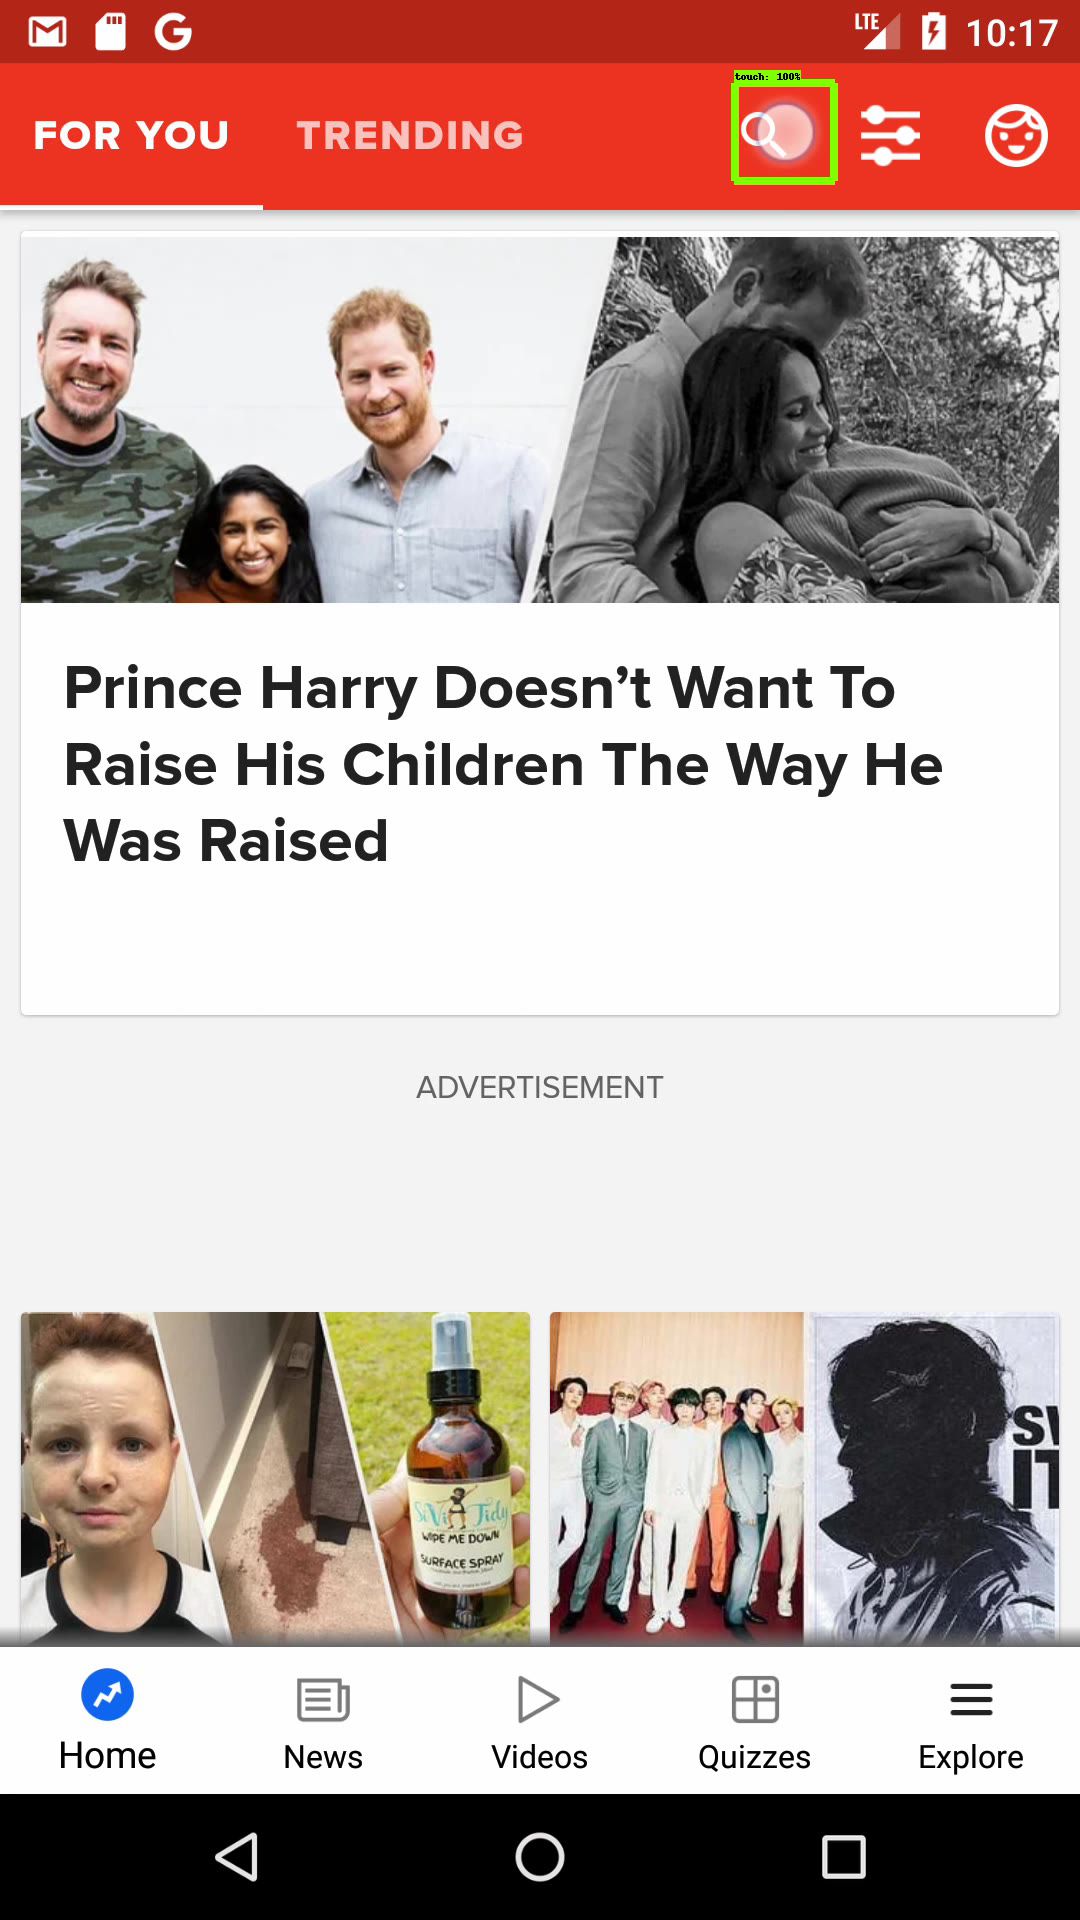 LTE 10:17
touch: 100%
FOR YOU TRENDING
Prince Harry Doesn’t Want To
Raise His Children The Way He
Was Raised
ADVERTISEMENT
SiVi Tidy
WIPE ME DOWN
SURFACE SPRAY
Home News Videos Quizzes Explore